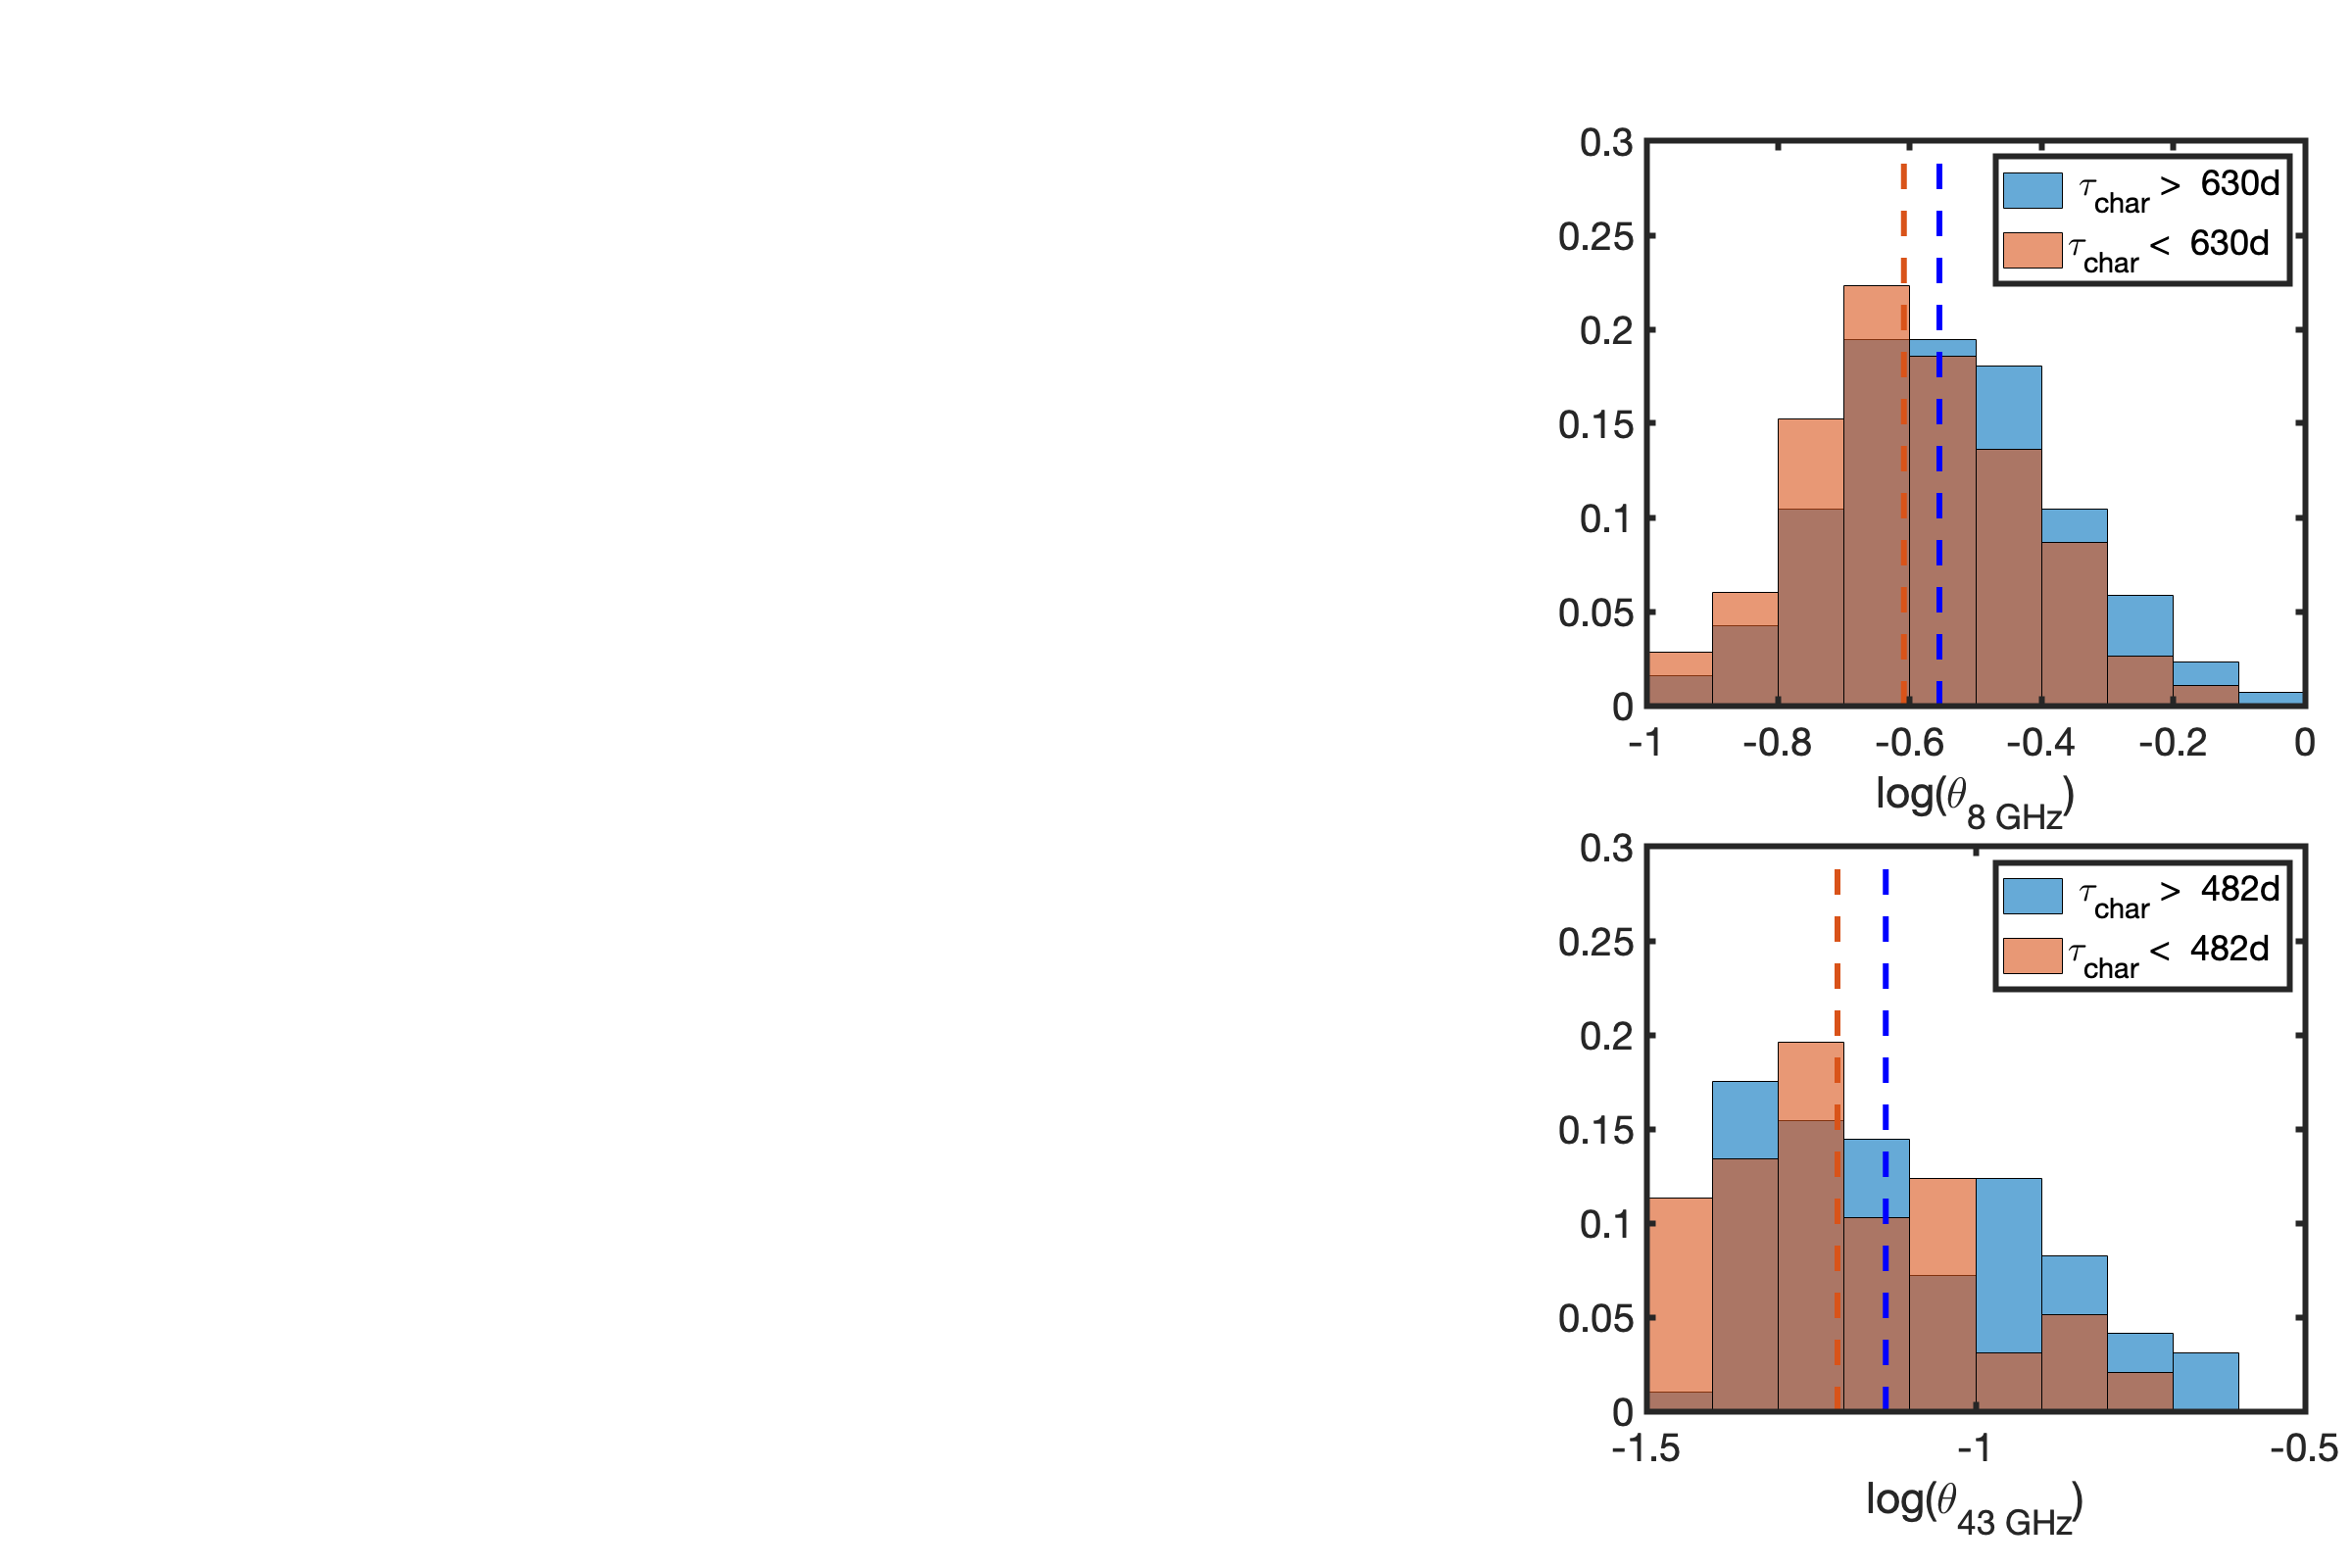 0.3
0.25
0.2
0.15
0.1
0.05
0
τchar > 630d
τchar < 630d
-1 -0.8 -0.6 -0.4 -0.2 0
log(θ8 GHz)
0.3
0.25
0.2
0.15
0.1
0.05
0
τchar > 482d
τchar < 482d
-1.5 -1 -0.5
log(θ43 GHz)